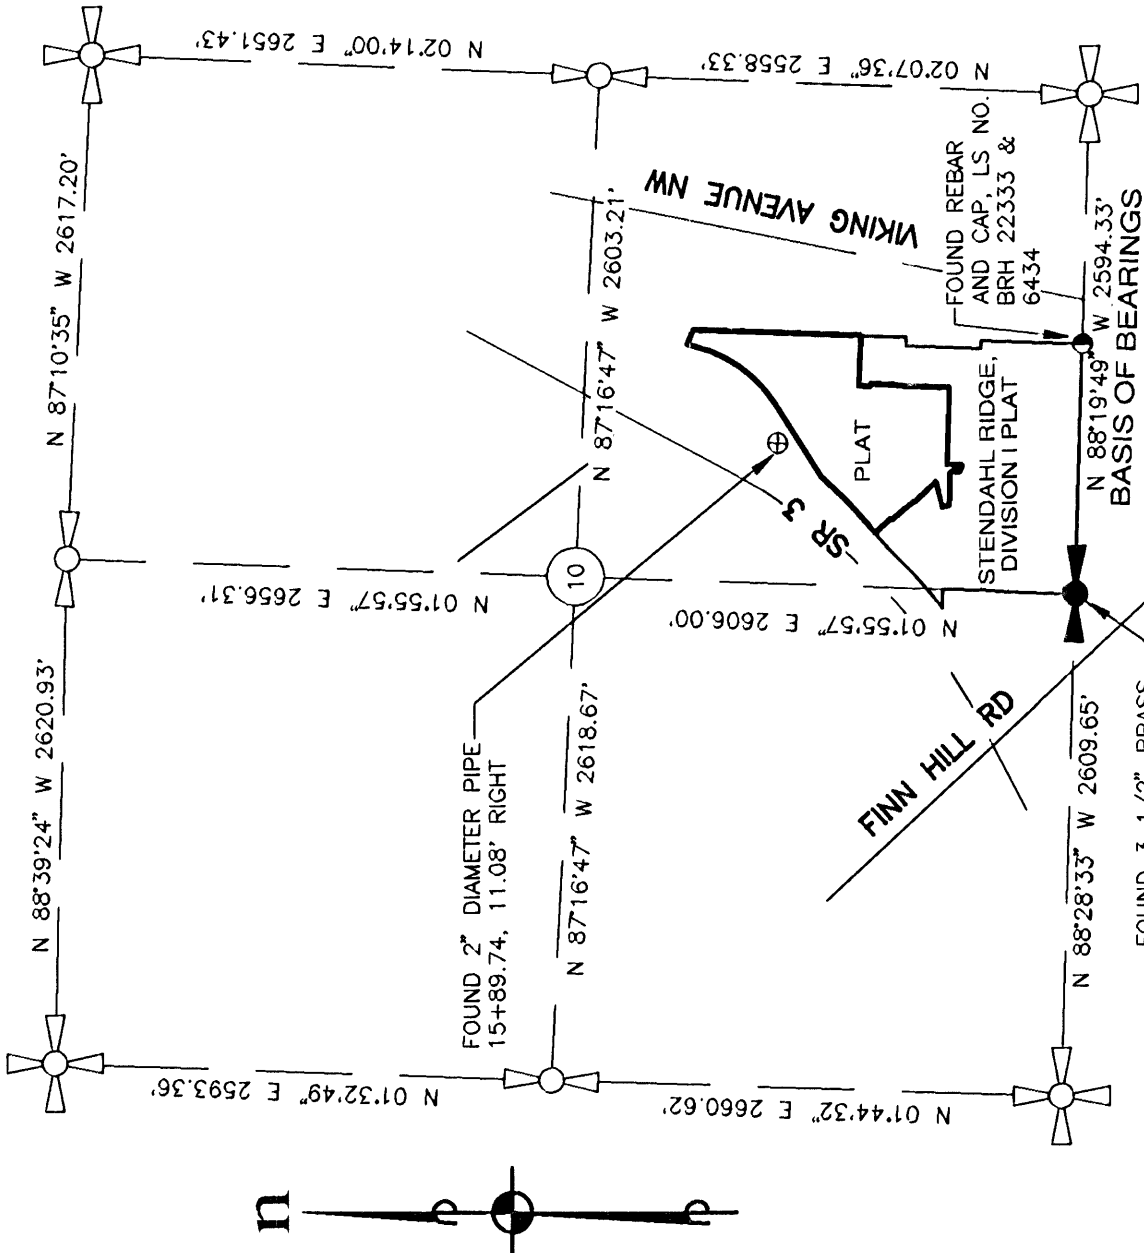 N 88°39'24" W 2620.93'
N 87°10'35" W 2617.20'
N 02°14'00" E 2651.43'
N 01°32'49" E 2593.36'
N 01°55'57" E 2656.31'
FOUND 2" DIAMETER PIPE
15+89.74, 11.08' RIGHT
N 87°16'47" W 2618.67'
10
N 87°16'47" W 2603.21'
N 02°07'36" E 2558.33'
VIKING AVENUE NW
FOUND REBAR
AND CAP, LS NO.
BRH 22333 &
6434
N 01°44'32" E 2660.62'
N 01°55'57" E 2606.00'
SR 3
PLAT
STENDAHL RIDGE,
DIVISION I PLAT
FINN HILL RD
N 88°28'33" W 2609.65'
N 88°19'49" W 2594.33'
BASIS OF BEARINGS
FOUND 3 1/2" BRASS
n